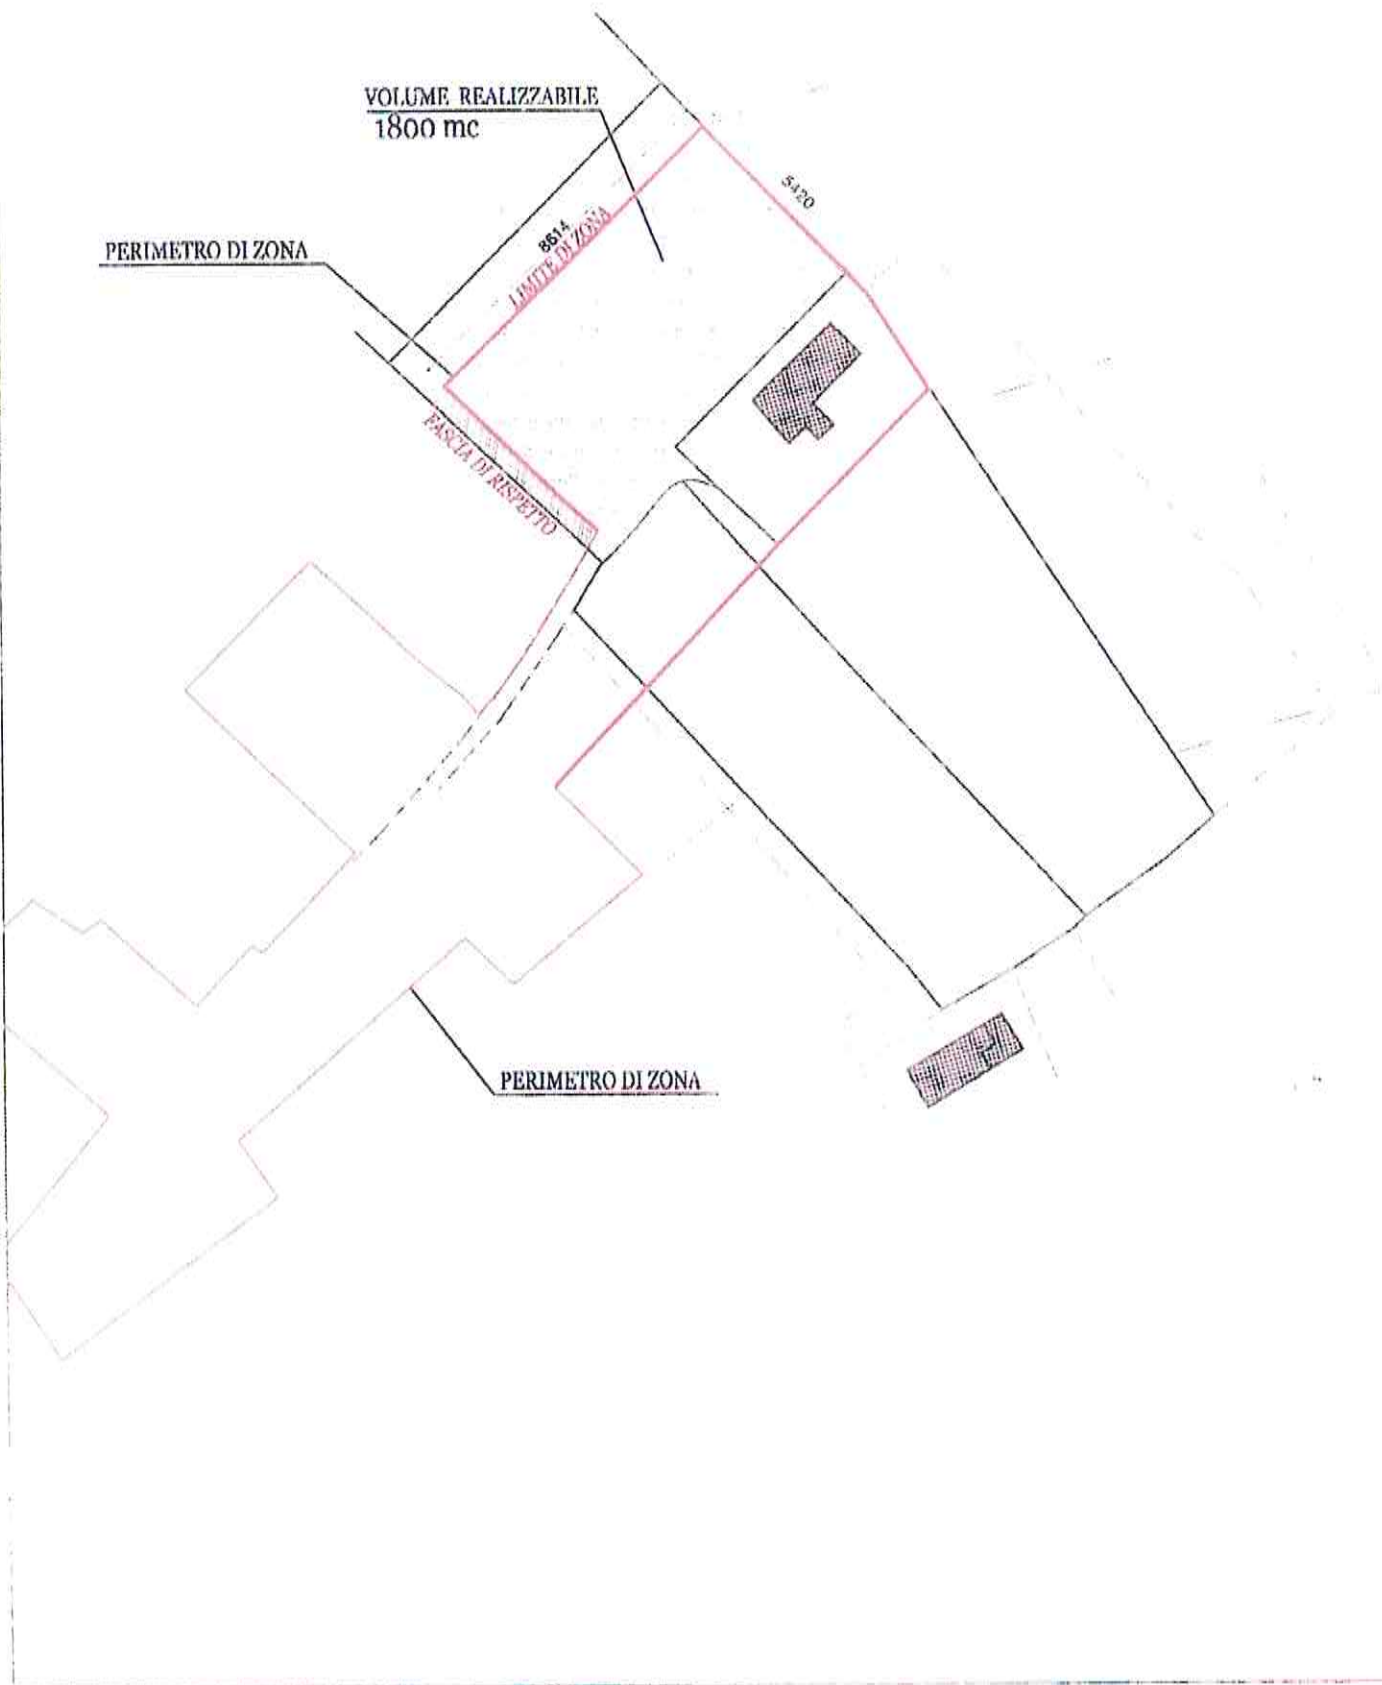 VOLUME REALIZZABILE
1800 mc
5420
8614
LIMITE DI ZONA
PERIMETRO DI ZONA
FASCIA DI RISPETTO
PERIMETRO DI ZONA